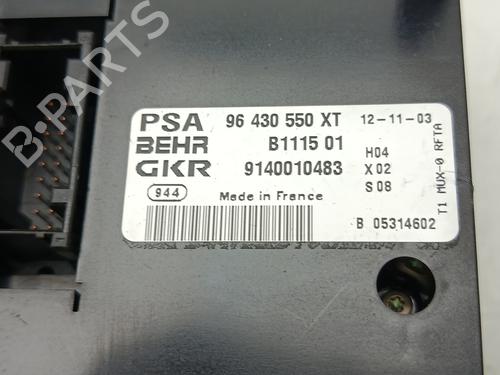 PSA 96 430 550 XT 12-11-03
BEHR B1115 01 H04
GKR 9140010483 X 02
944 Made in France S 08
B 05314602
T1 MUX-0 RFTA
B-PARTS